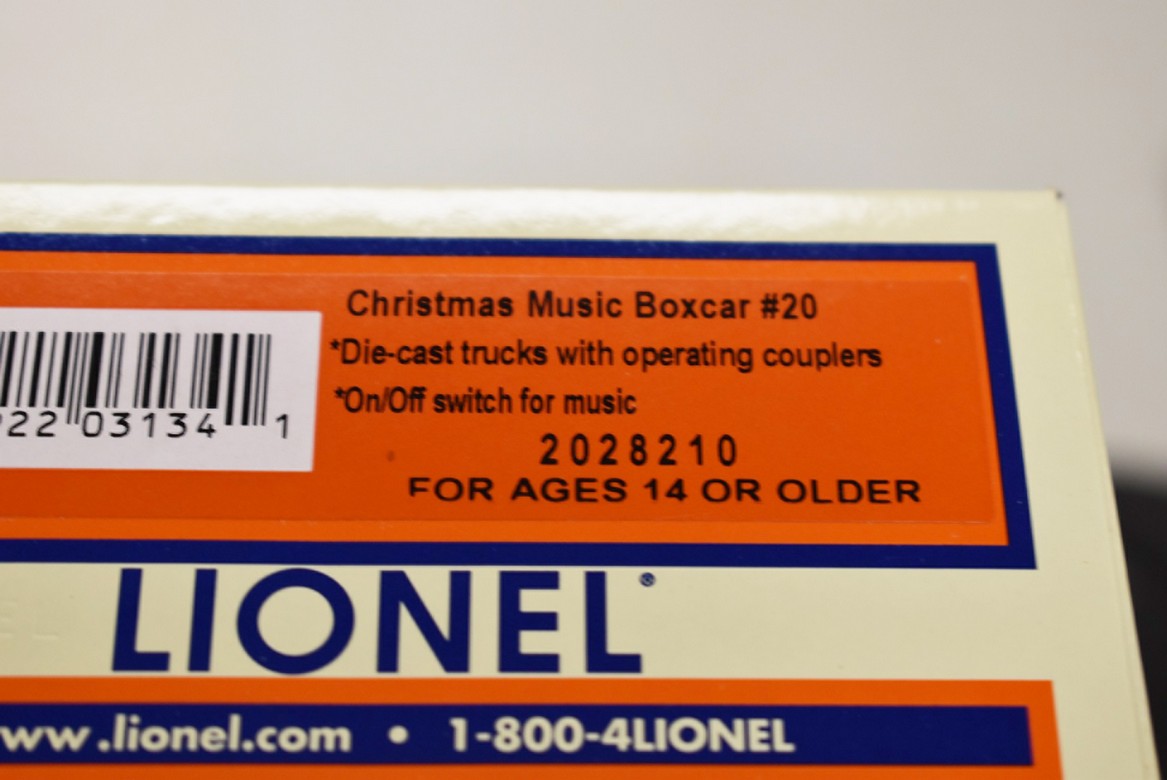 Christmas Music Boxcar #20
*Die-cast trucks with operating couplers
*On/Off switch for music
22 03134 1
2028210
FOR AGES 14 OR OLDER
LIONEL®
ww.lionel.com • 1-800-4LIONEL